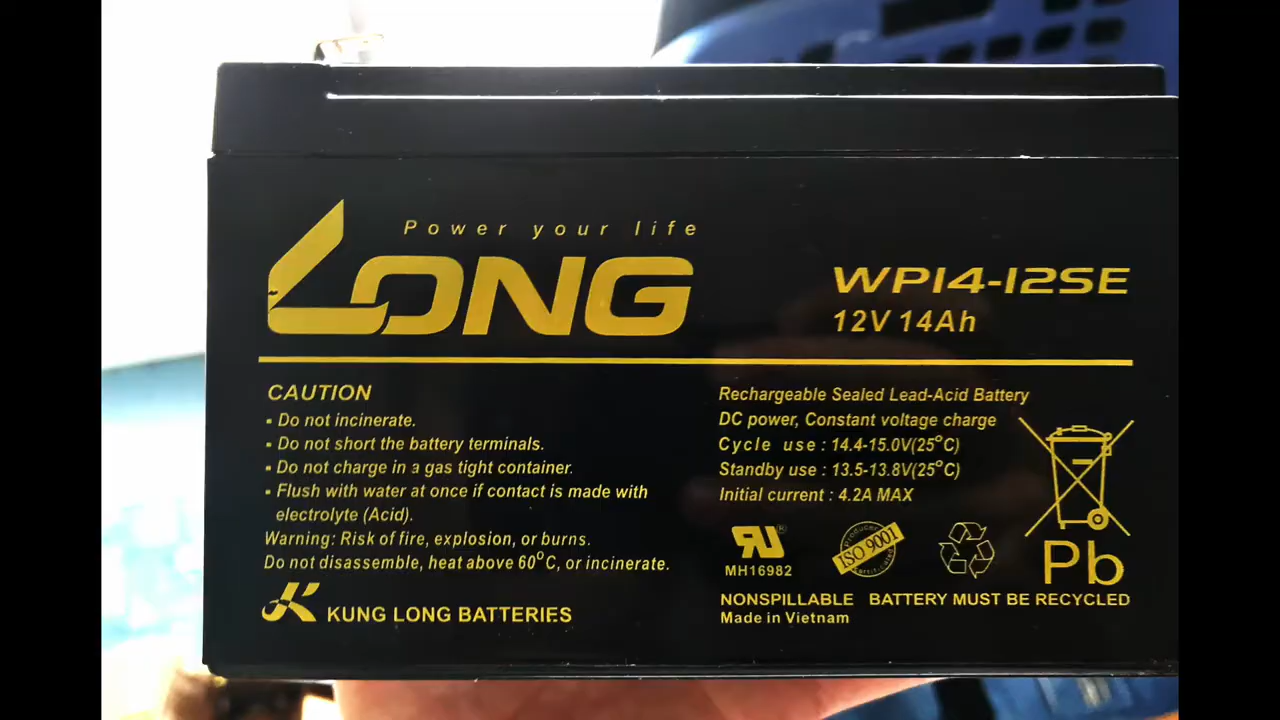 Power your life
LONG
WP14-12SE
12V 14Ah
CAUTION
▪ Do not incinerate.
▪ Do not short the battery terminals.
▪ Do not charge in a gas tight container.
▪ Flush with water at once if contact is made with
electrolyte (Acid).
Warning: Risk of fire, explosion, or burns.
Do not disassemble, heat above 60°C, or incinerate.
KUNG LONG BATTERIES
Rechargeable Sealed Lead-Acid Battery
DC power, Constant voltage charge
Cycle use : 14.4-15.0V(25°C)
Standby use : 13.5-13.8V(25°C)
Initial current : 4.2A MAX
RU®
MH16982
Producer
ISO 9001
Pb
NONSPILLABLE BATTERY MUST BE RECYCLED
Made in Vietnam